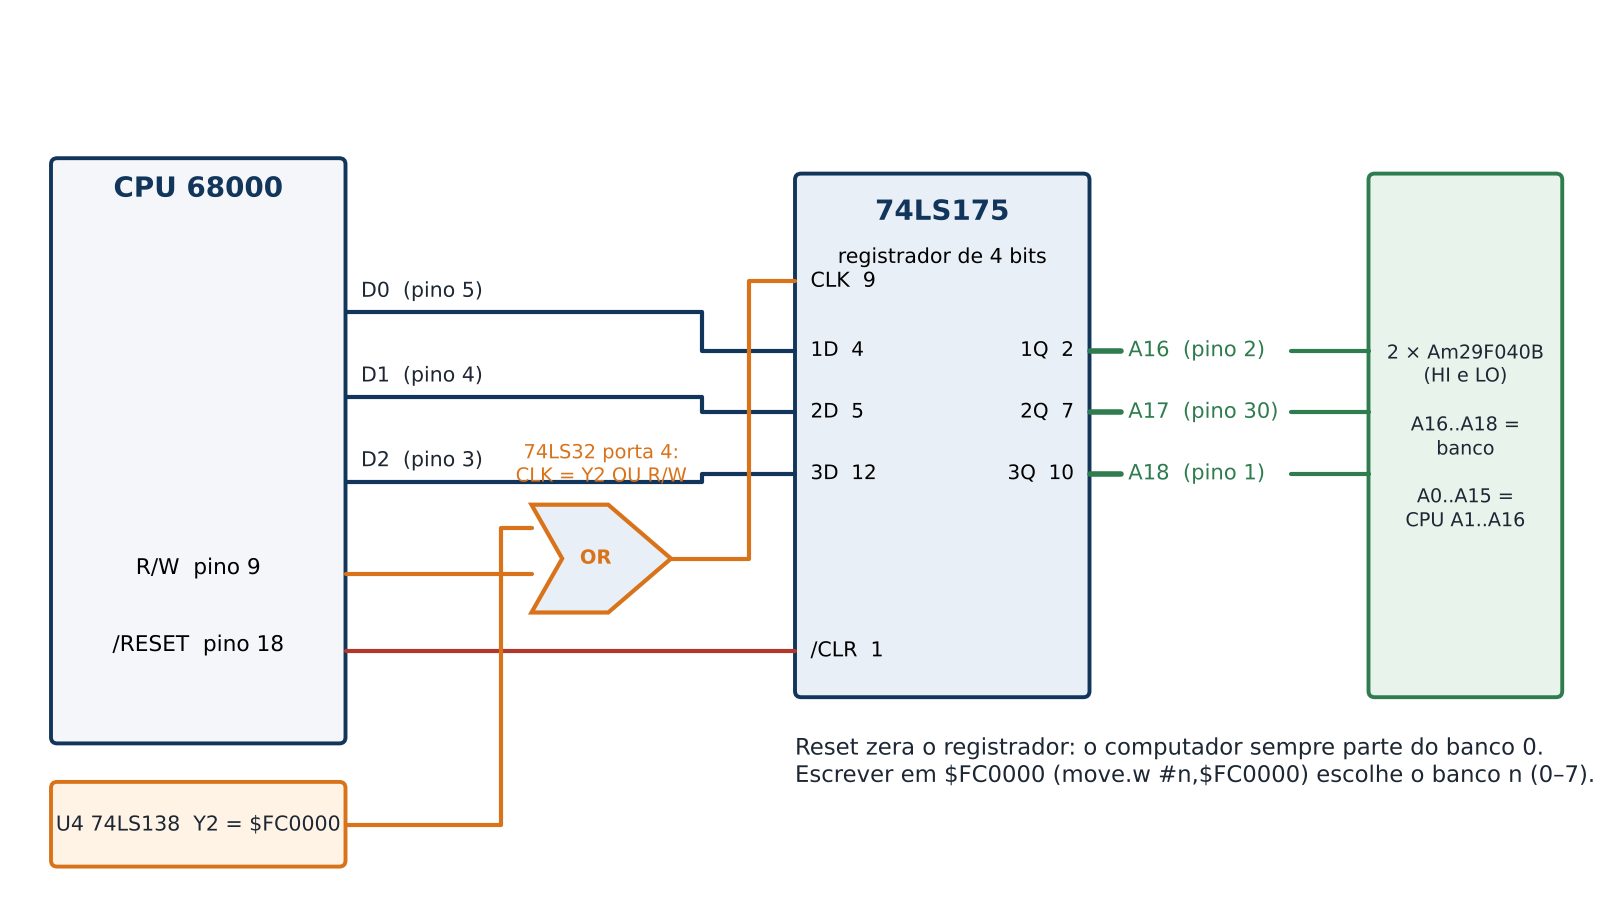 CPU 68000
D0  (pino 5)
D1  (pino 4)
D2  (pino 3)
R/W  pino 9
/RESET  pino 18
U4 74LS138  Y2 = $FC0000
74LS32 porta 4:
CLK = Y2 OU R/W
OR
74LS175
registrador de 4 bits
CLK  9
1D  4
1Q  2
2D  5
2Q  7
3D  12
3Q  10
/CLR  1
A16  (pino 2)
A17  (pino 30)
A18  (pino 1)
2 × Am29F040B
(HI e LO)
A16..A18 =
banco
A0..A15 =
CPU A1..A16
Reset zera o registrador: o computador sempre parte do banco 0.
Escrever em $FC0000 (move.w #n,$FC0000) escolhe o banco n (0–7).